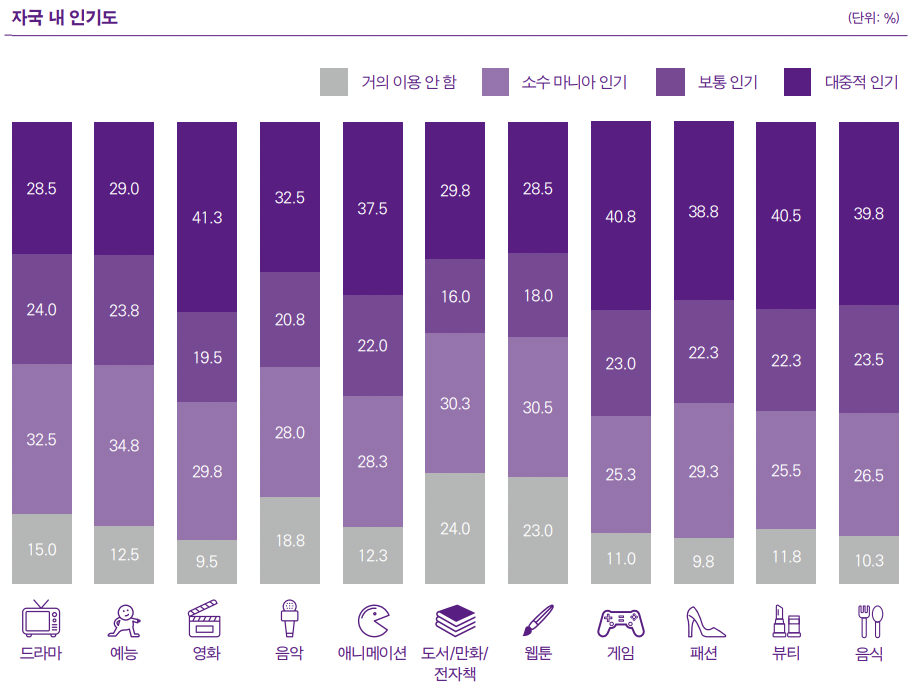 자국 내 인기도
(단위: %)
거의 이용 안 함 소수 마니아 인기 보통 인기 대중적 인기
28.5 29.0 41.3 32.5 37.5 29.8 28.5 40.8 38.8 40.5 39.8
24.0 23.8 19.5 20.8 22.0 16.0 18.0 23.0 22.3 22.3 23.5
32.5 34.8 29.8 28.0 28.3 30.3 30.5 25.3 29.3 25.5 26.5
15.0 12.5 9.5 18.8 12.3 24.0 23.0 11.0 9.8 11.8 10.3
드라마 예능 영화 음악 애니메이션 도서/만화/ 웹툰 게임 패션 뷰티 음식
전자책